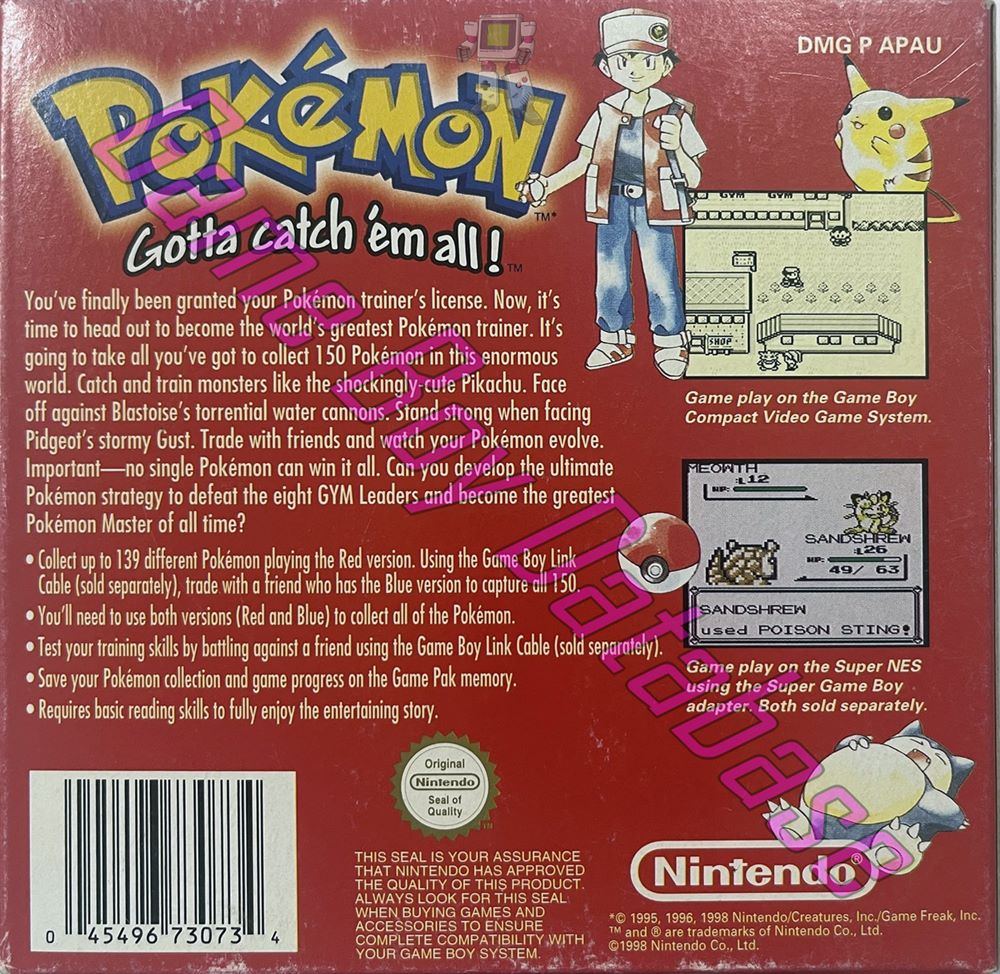 DMG P APAU
POKéMON
TM*
Gotta catch 'em all!
TM
You've finally been granted your Pokémon trainer's license. Now, it's
time to head out to become the world's greatest Pokémon trainer. It's
going to take all you've got to collect 150 Pokémon in this enormous
world. Catch and train monsters like the shockingly-cute Pikachu. Face
off against Blastoise's torrential water cannons. Stand strong when facing
Pidgeot's stormy Gust. Trade with friends and watch your Pokémon evolve.
Important—no single Pokémon can win it all. Can you develop the ultimate
Pokémon strategy to defeat the eight GYM Leaders and become the greatest
Pokémon Master of all time?
• Collect up to 139 different Pokémon playing the Red version. Using the Game Boy Link
Cable (sold separately), trade with a friend who has the Blue version to capture all 150.
• You'll need to use both versions (Red and Blue) to collect all of the Pokémon.
• Test your training skills by battling against a friend using the Game Boy Link Cable (sold separately).
• Save your Pokémon collection and game progress on the Game Pak memory.
• Requires basic reading skills to fully enjoy the entertaining story.
GYM GYM
SHOP
Game play on the Game Boy
Compact Video Game System.
MEOWTH
:L12
HP:
SANDSHREW
:L26
HP:
49/ 63
SANDSHREW
used POISON STING!
Game play on the Super NES
using the Super Game Boy
adapter. Both sold separately.
Game Boy Database
0 45496 73073 4
Original
Nintendo
Seal of
Quality
TM
THIS SEAL IS YOUR ASSURANCE
THAT NINTENDO HAS APPROVED
THE QUALITY OF THIS PRODUCT.
ALWAYS LOOK FOR THIS SEAL
WHEN BUYING GAMES AND
ACCESSORIES TO ENSURE
COMPLETE COMPATIBILITY WITH
YOUR GAME BOY SYSTEM.
Nintendo®
*© 1995, 1996, 1998 Nintendo/Creatures, Inc./Game Freak, Inc.
TM and ® are trademarks of Nintendo Co., Ltd.
©1998 Nintendo Co., Ltd.